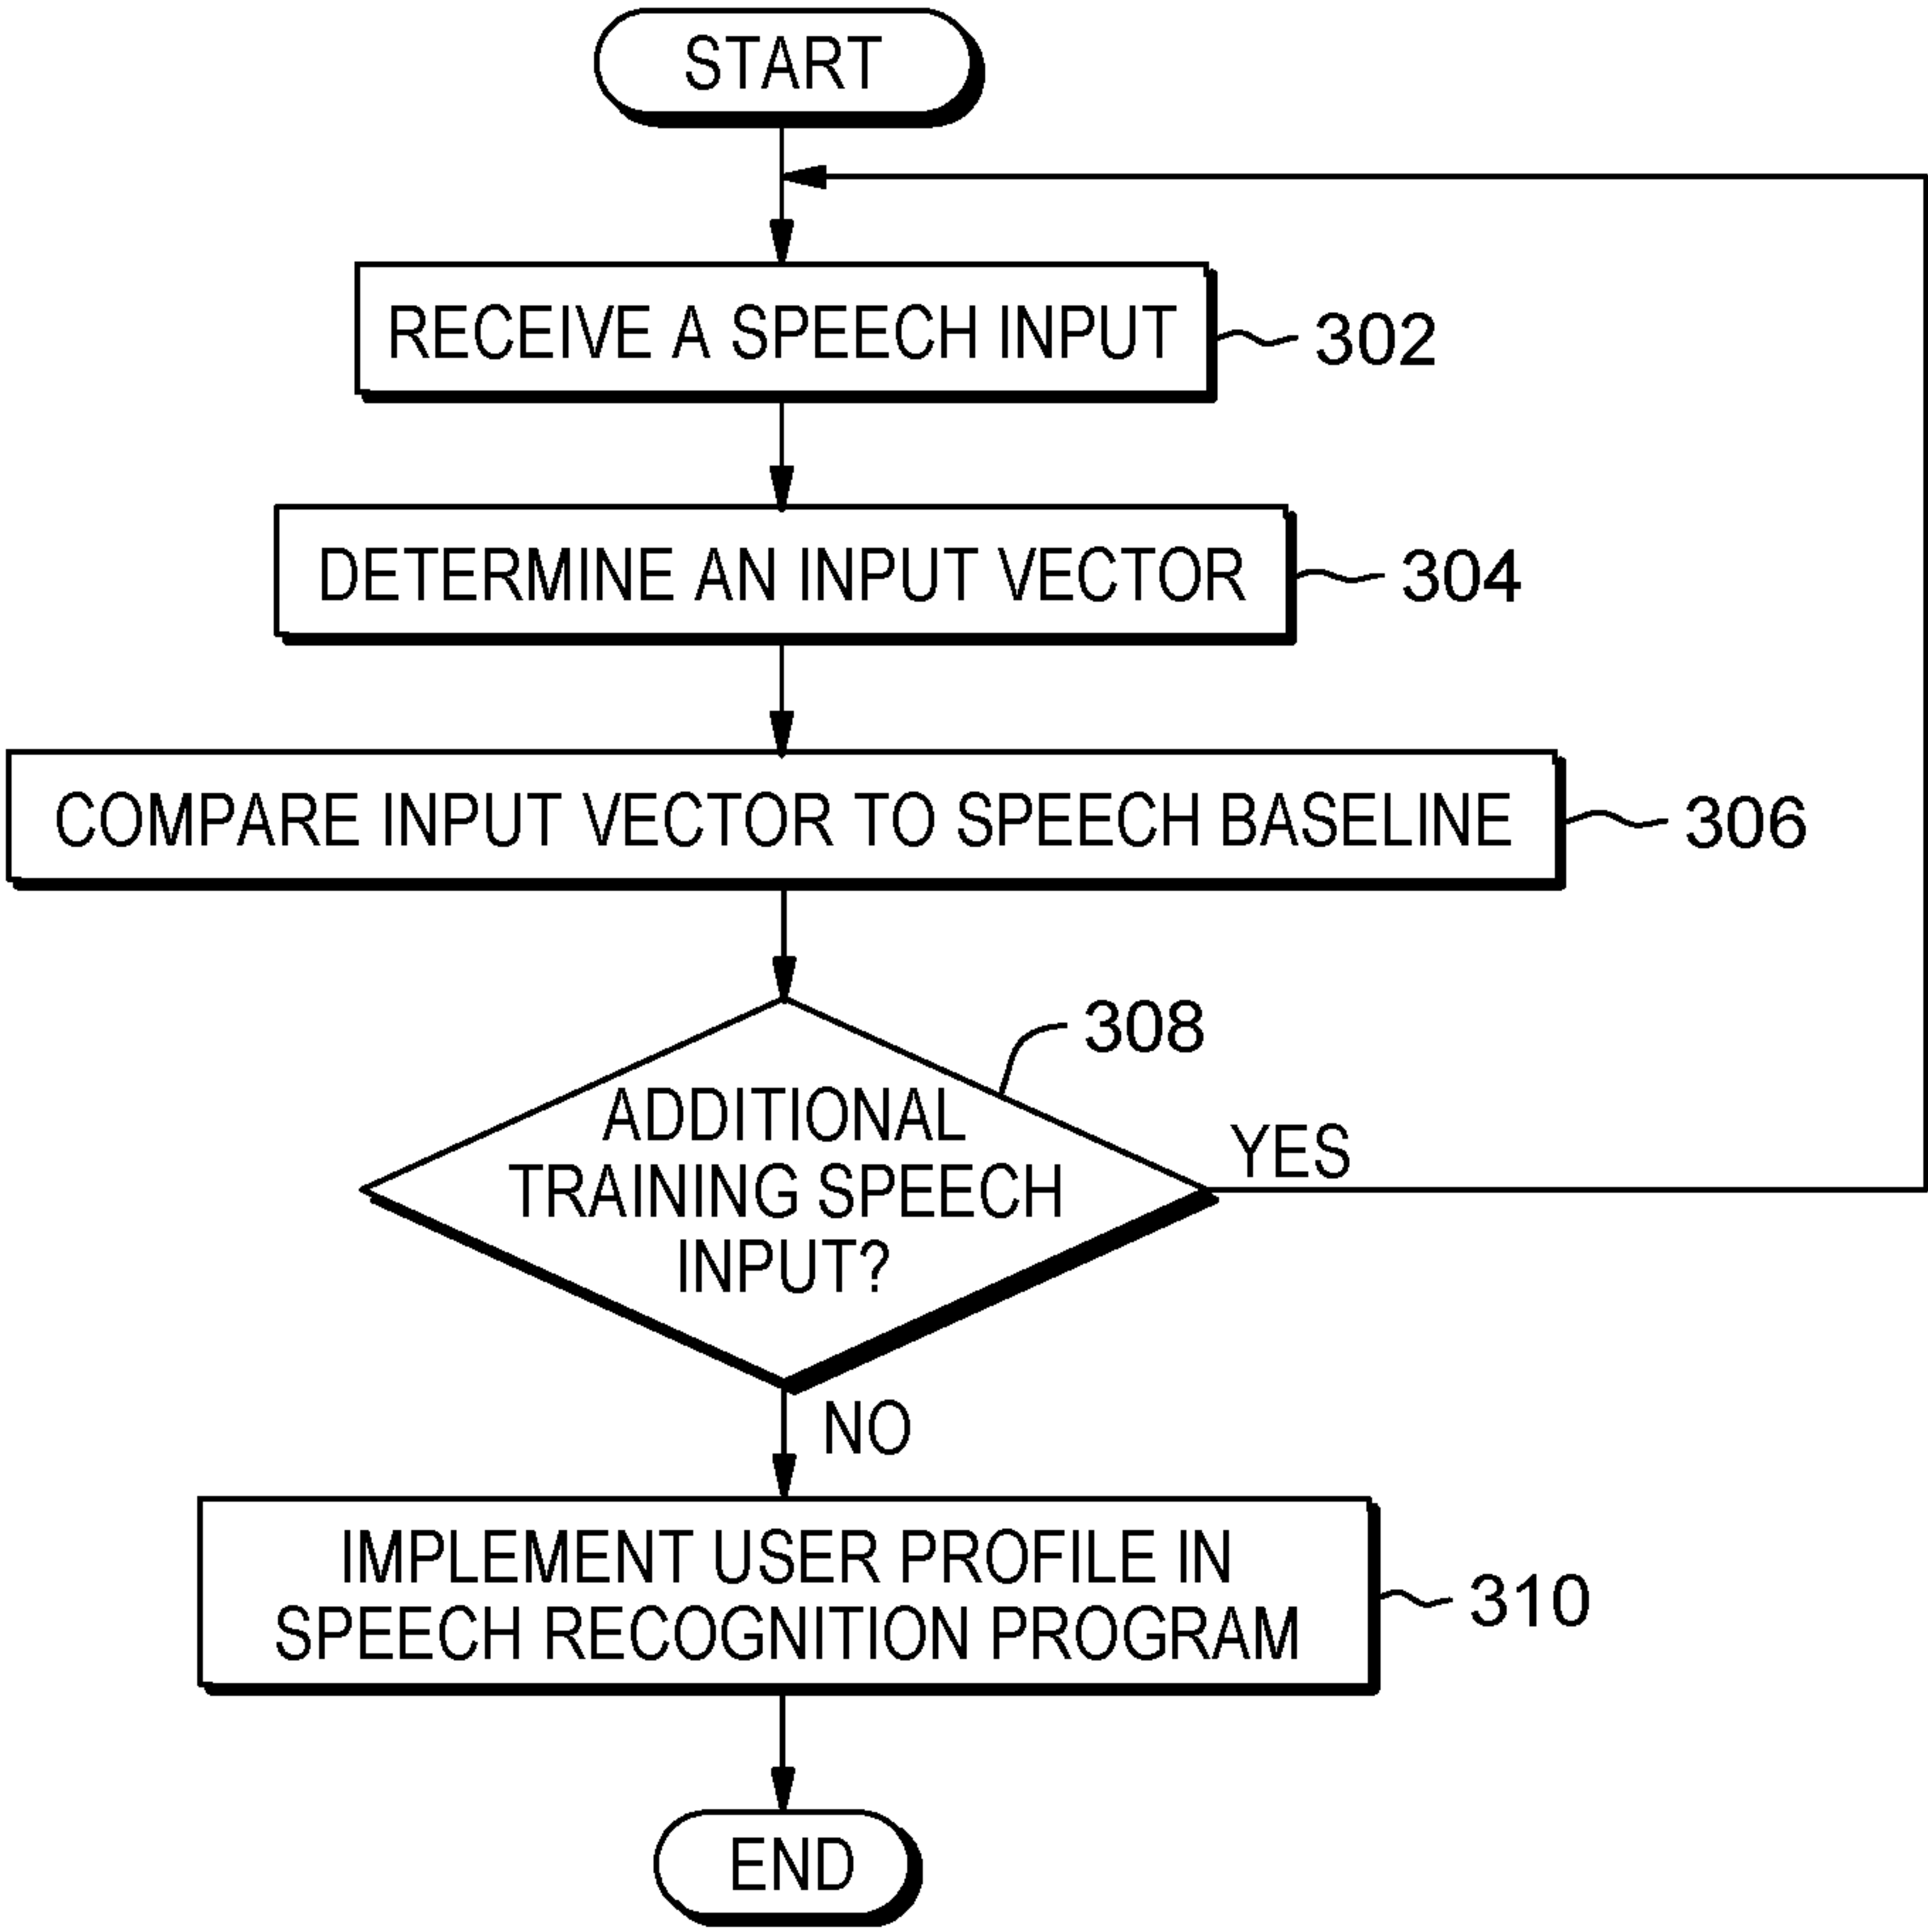 START
RECEIVE A SPEECH INPUT
302
DETERMINE AN INPUT VECTOR
304
COMPARE INPUT VECTOR TO SPEECH BASELINE
306
308
ADDITIONAL
TRAINING SPEECH
INPUT?
YES
NO
IMPLEMENT USER PROFILE IN
SPEECH RECOGNITION PROGRAM
310
END